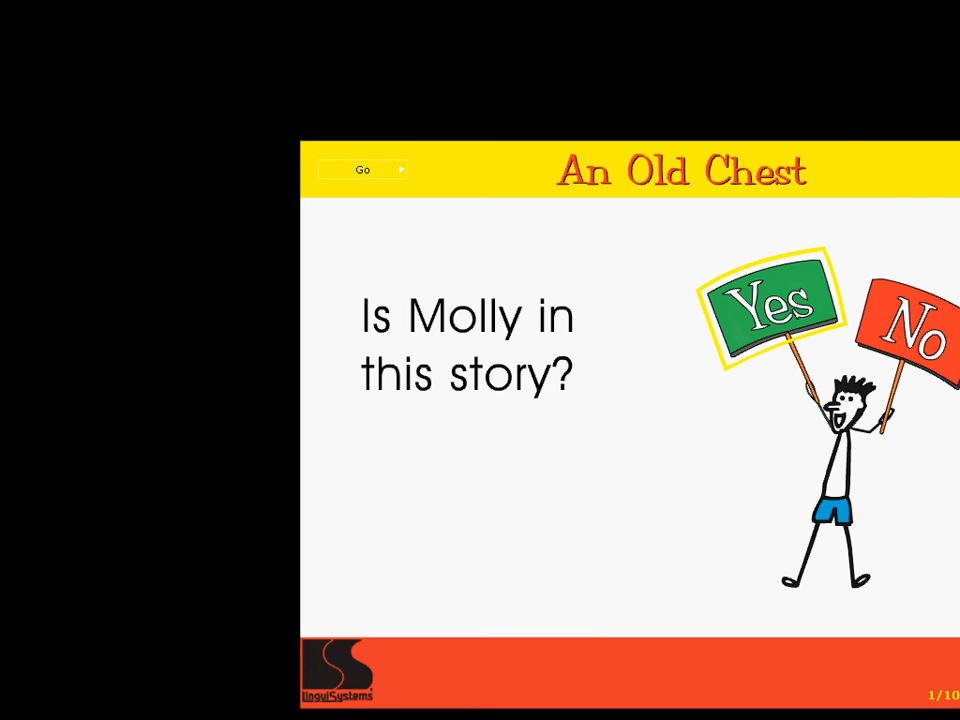 Go
An Old Chest
Is Molly in
this story?
Yes
No
LinguiSystems
1/10